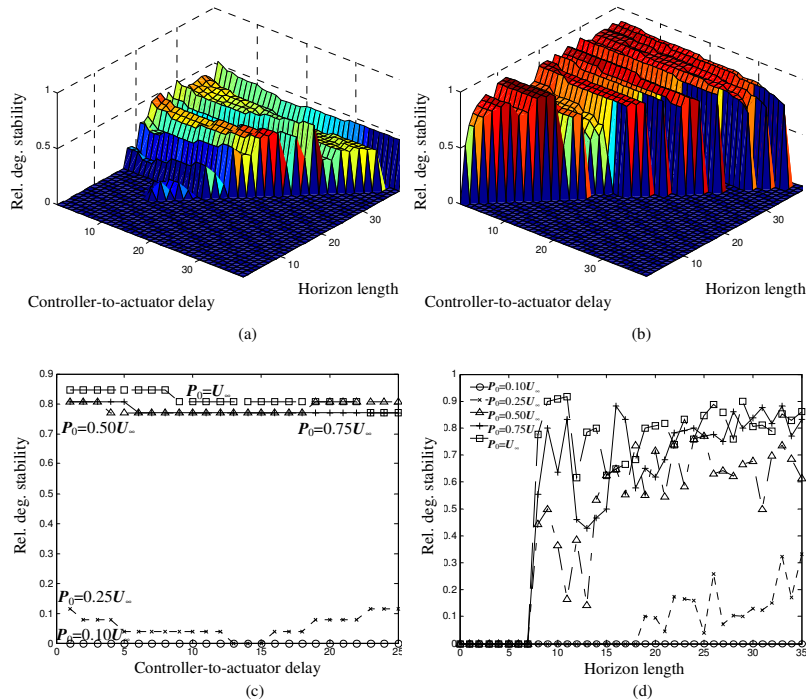 1
0.5
0
Rel. deg. stability
10
20
30
Controller-to-actuator delay
10
20
30
Horizon length
(a)
1
0.5
0
Rel. deg. stability
10
20
30
Controller-to-actuator delay
10
20
30
Horizon length
(b)
0.9
0.8
0.7
0.6
0.5
0.4
0.3
0.2
0.1
0
Rel. deg. stability
P₀=U∞
P₀=0.50U∞
P₀=0.75U∞
P₀=0.25U∞
P₀=0.10U∞
0 5 10 15 20 25
Controller-to-actuator delay
(c)
1
0.9
0.8
0.7
0.6
0.5
0.4
0.3
0.2
0.1
0
Rel. deg. stability
P₀=0.10U∞
P₀=0.25U∞
P₀=0.50U∞
P₀=0.75U∞
P₀=U∞
0 5 10 15 20 25 30 35
Horizon length
(d)